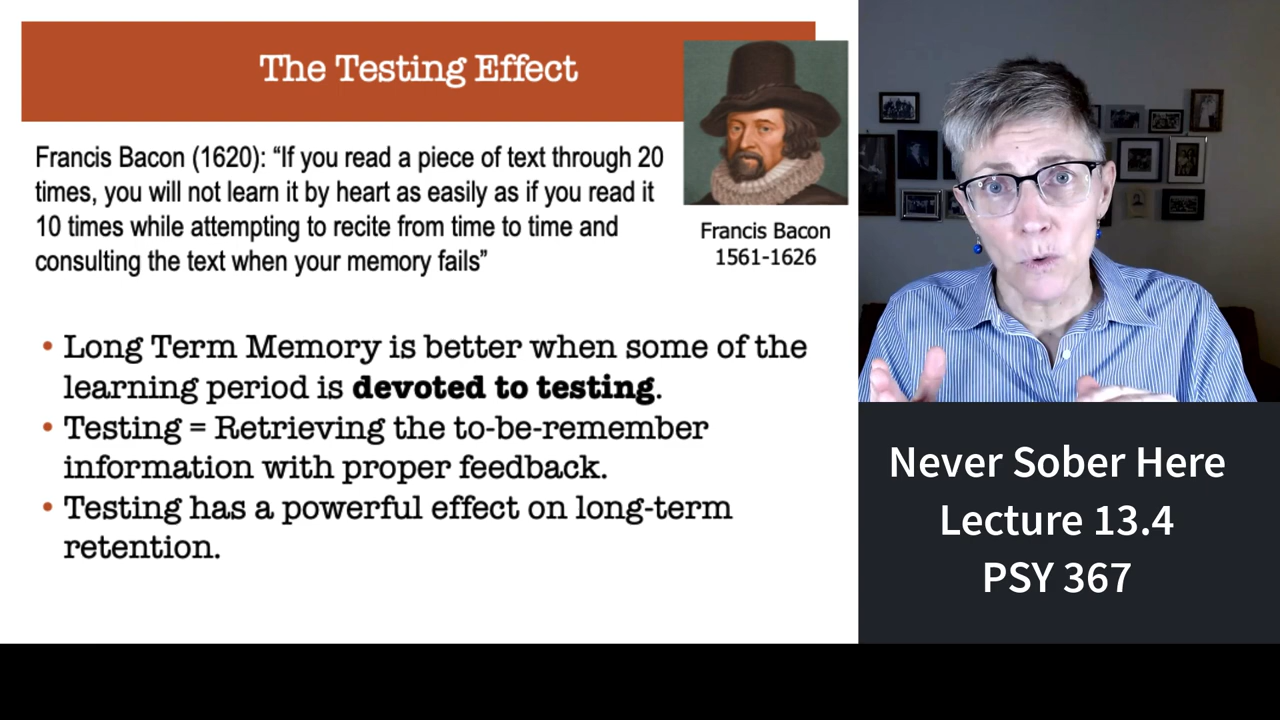 The Testing Effect
Francis Bacon (1620): “If you read a piece of text through 20
times, you will not learn it by heart as easily as if you read it
10 times while attempting to recite from time to time and
consulting the text when your memory fails”
Francis Bacon
1561-1626
• Long Term Memory is better when some of the
learning period is devoted to testing.
• Testing = Retrieving the to-be-remember
information with proper feedback.
• Testing has a powerful effect on long-term
retention.
Never Sober Here
Lecture 13.4
PSY 367